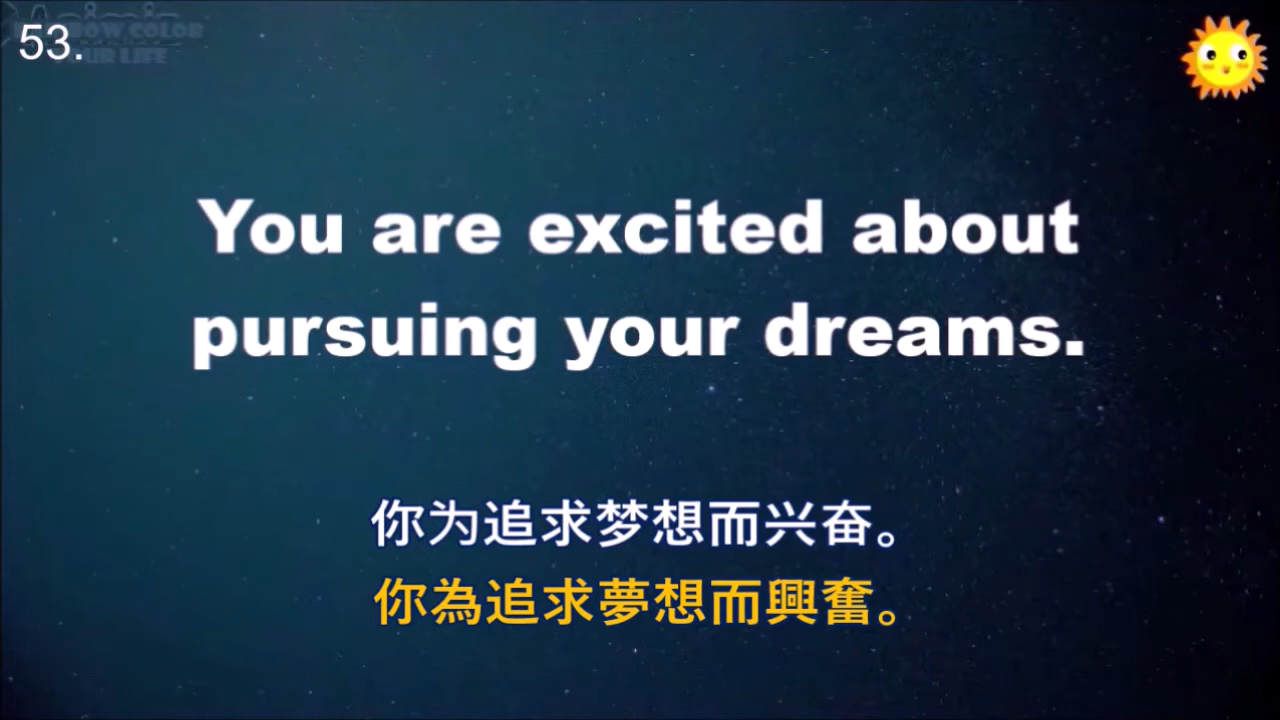 53.
You are excited about
pursuing your dreams.
你为追求梦想而兴奋。
你為追求夢想而興奮。